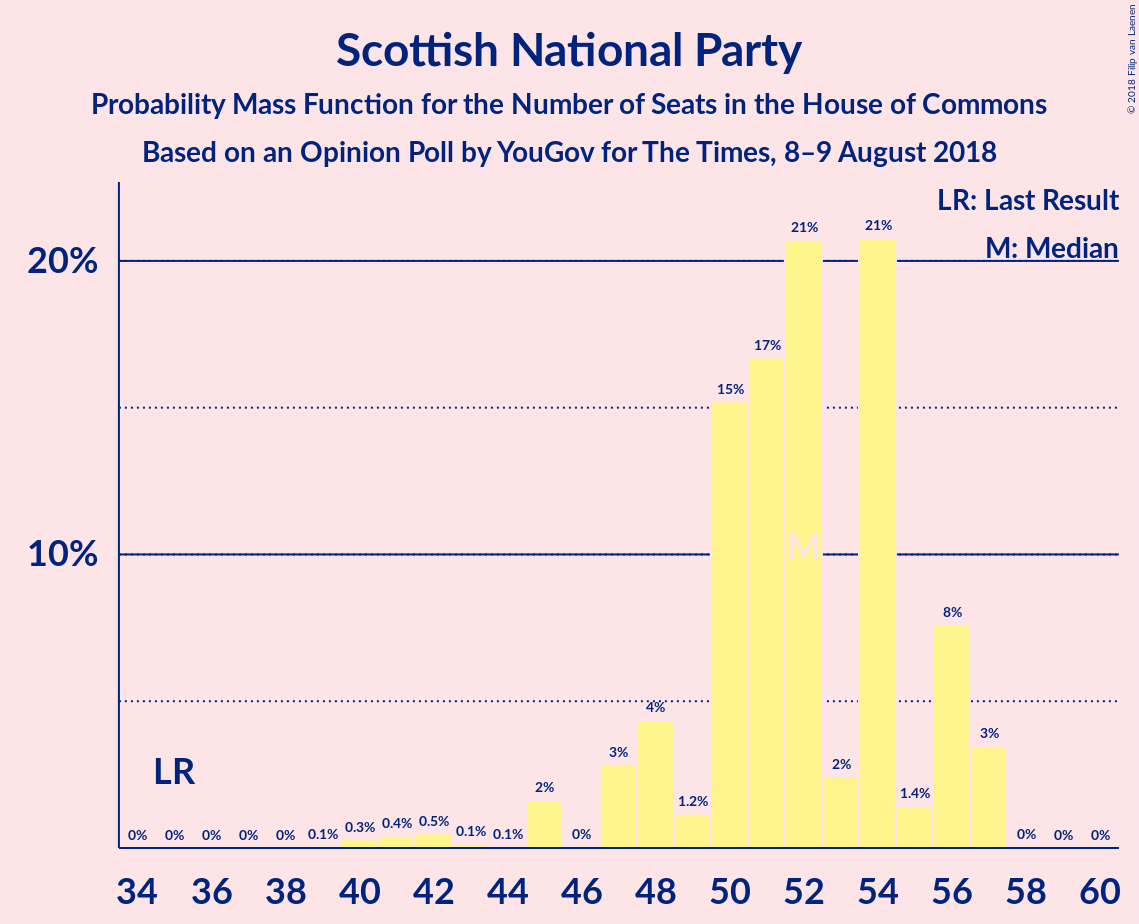 Scottish National Party
Probability Mass Function for the Number of Seats in the House of Commons
Based on an Opinion Poll by YouGov for The Times, 8–9 August 2018
© 2018 Filip van Laenen
LR: Last Result
M: Median
20%
10%
LR
M
0% 0% 0% 0% 0% 0.1% 0.3% 0.4% 0.5% 0.1% 0.1% 2% 0% 3% 4% 1.2% 15% 17% 21% 2% 21% 1.4% 8% 3% 0% 0% 0%
34 36 38 40 42 44 46 48 50 52 54 56 58 60